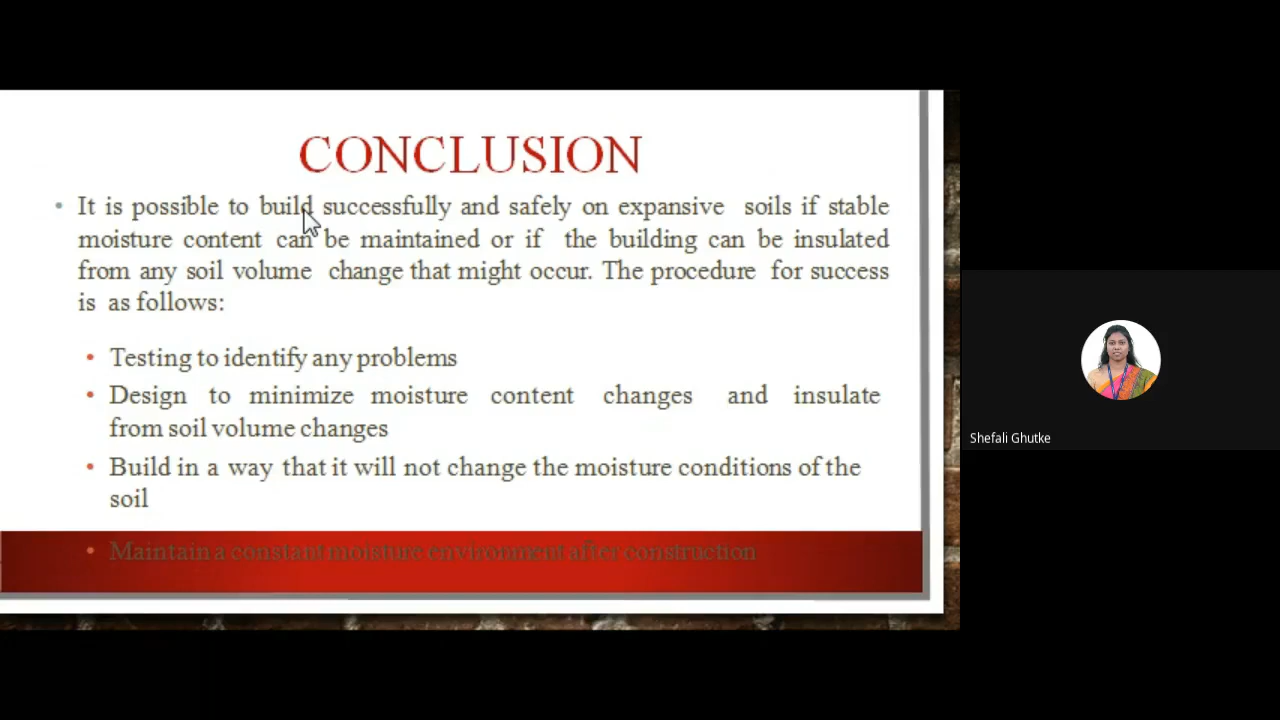 CONCLUSION
• It is possible to build successfully and safely on expansive soils if stable
moisture content can be maintained or if the building can be insulated
from any soil volume change that might occur. The procedure for success
is as follows:
• Testing to identify any problems
• Design to minimize moisture content changes and insulate
from soil volume changes
• Build in a way that it will not change the moisture conditions of the
soil
• Maintain a constant moisture environment after construction
Shefali Ghutke